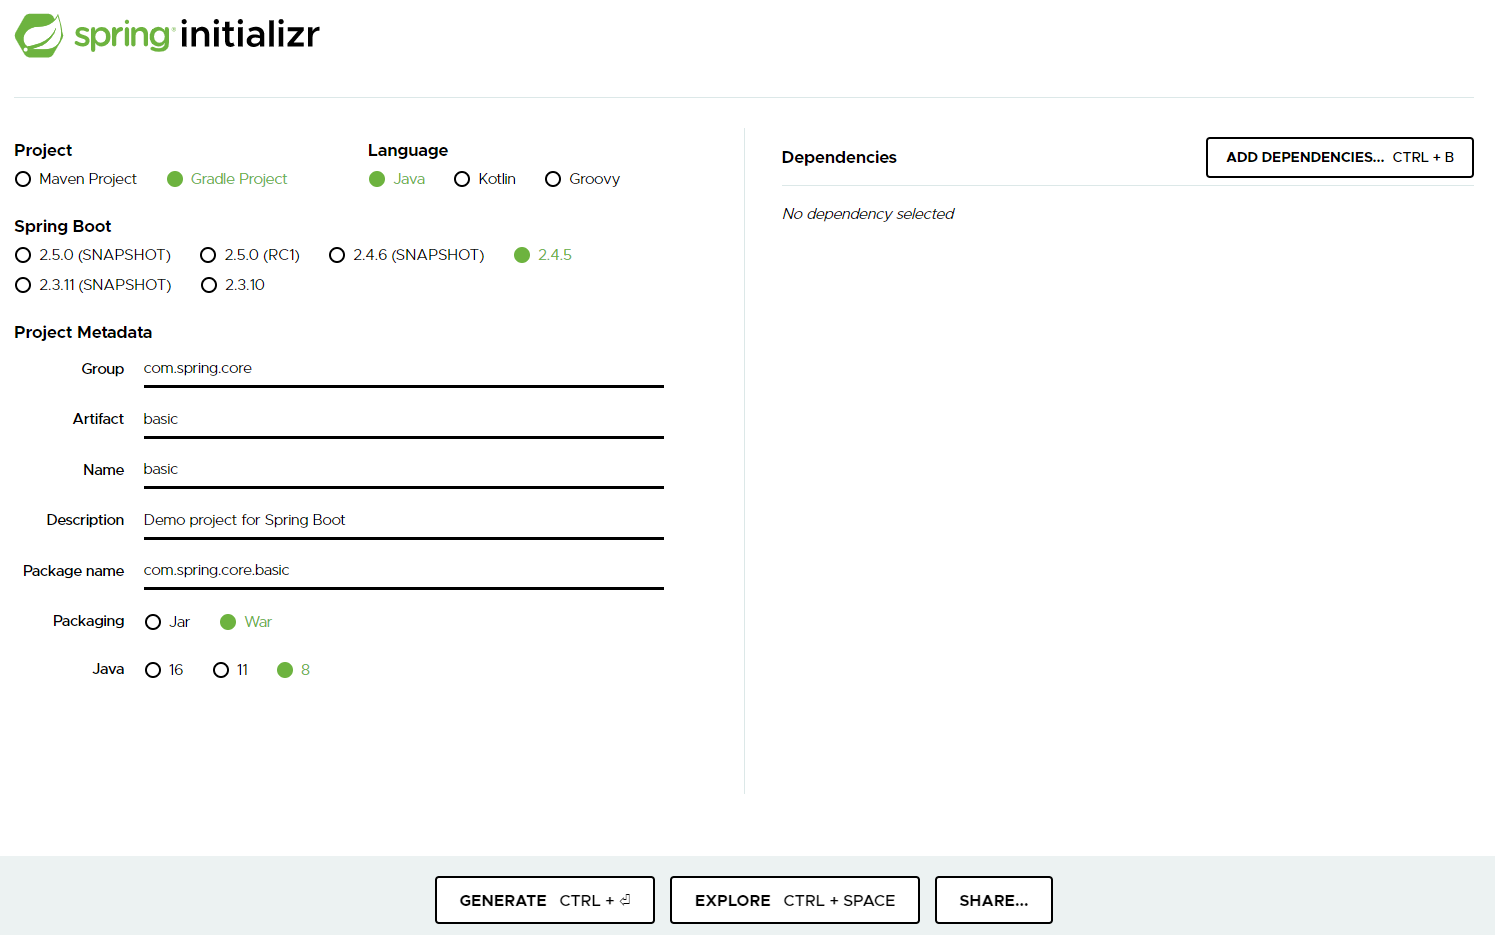 spring initializr
Project
Maven Project Gradle Project
Language
Java Kotlin Groovy
Spring Boot
2.5.0 (SNAPSHOT) 2.5.0 (RC1) 2.4.6 (SNAPSHOT) 2.4.5
2.3.11 (SNAPSHOT) 2.3.10
Project Metadata
Group com.spring.core
Artifact basic
Name basic
Description Demo project for Spring Boot
Package name com.spring.core.basic
Packaging Jar War
Java 16 11 8
Dependencies
ADD DEPENDENCIES... CTRL + B
No dependency selected
GENERATE CTRL + ⏎
EXPLORE CTRL + SPACE
SHARE...